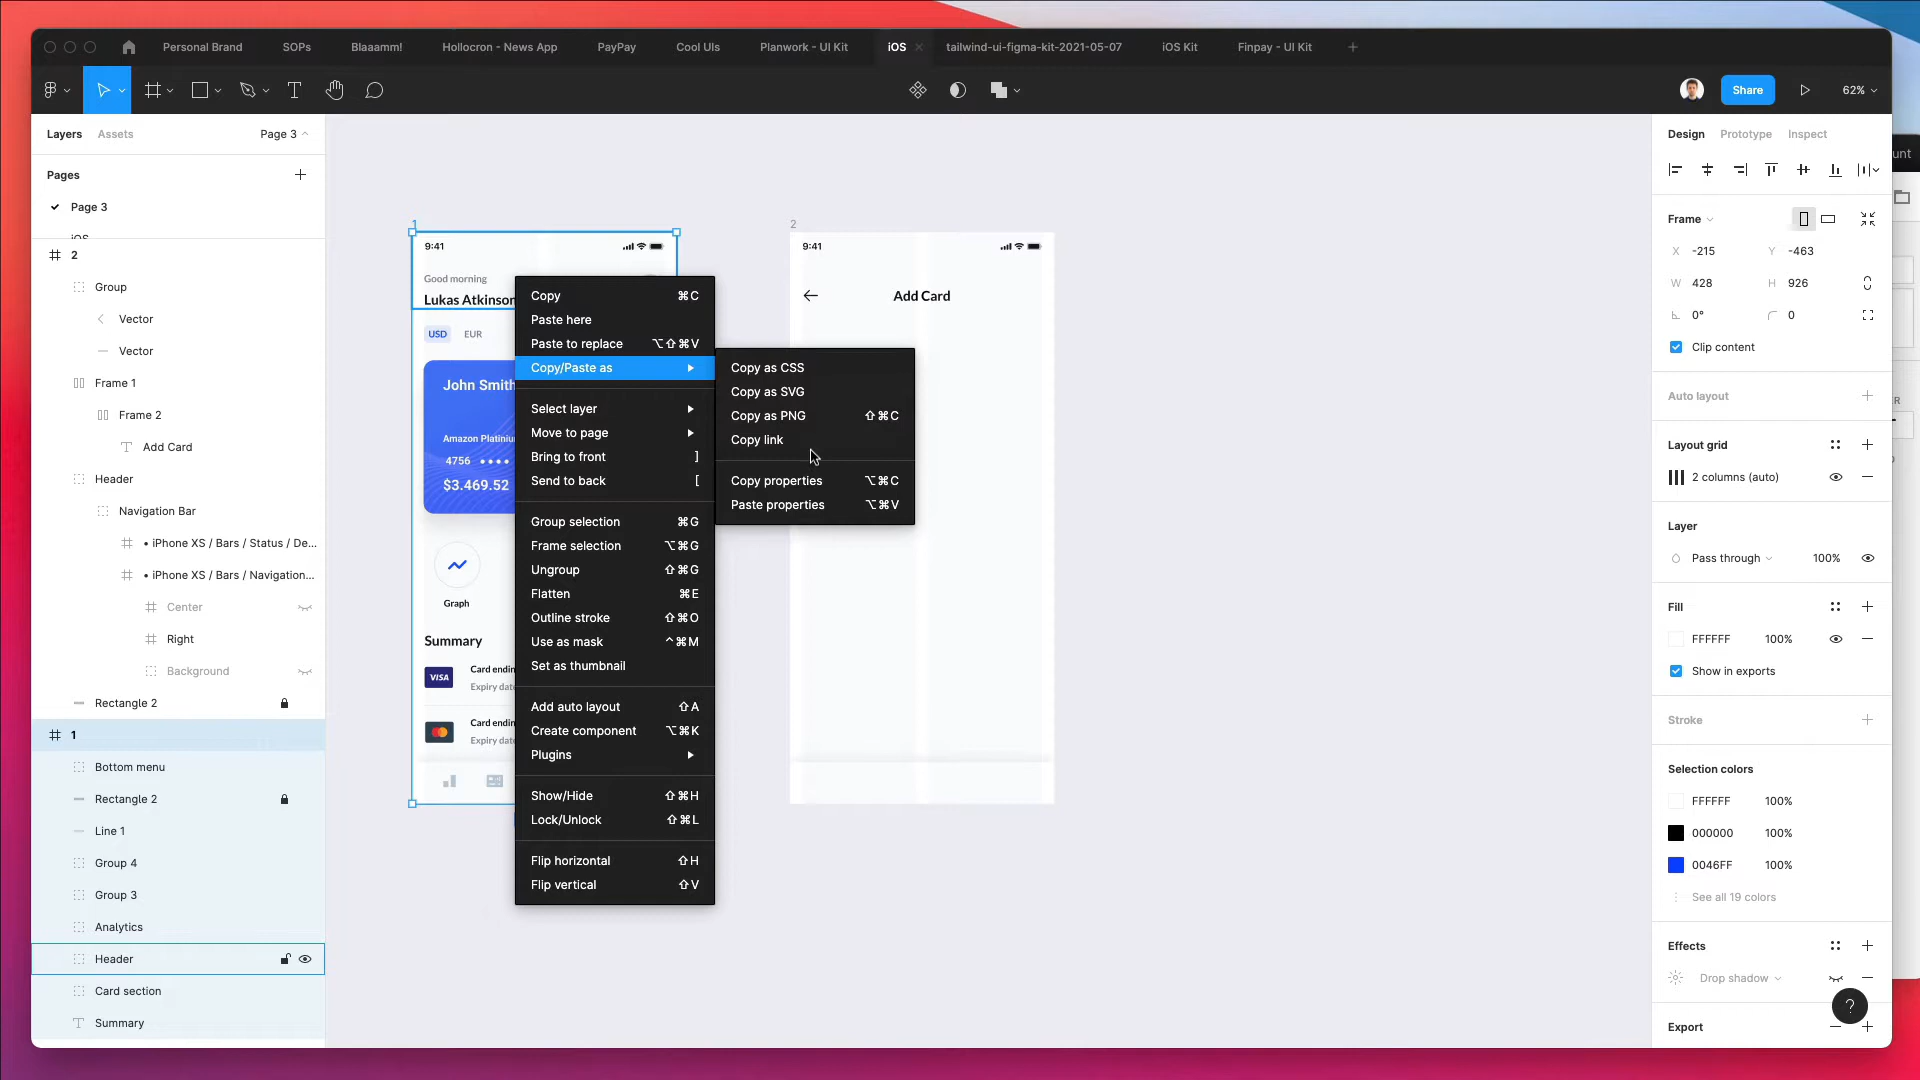 Personal Brand
SOPs
Blaaamm!
Hollocron - News App
PayPay
Cool UIs
Planwork - UI Kit
iOS
tailwind-ui-figma-kit-2021-05-07
iOS Kit
Finpay - UI Kit
Share
62%
Layers
Assets
Page 3
Pages
Page 3
iOS
2
Group
Vector
Vector
Frame 1
Frame 2
Add Card
Header
Navigation Bar
• iPhone XS / Bars / Status / De...
• iPhone XS / Bars / Navigation...
Center
Right
Background
Rectangle 2
1
Bottom menu
Rectangle 2
Line 1
Group 4
Group 3
Analytics
Header
Card section
Summary
1
9:41
Good morning
Lukas Atkinson
USD
EUR
John Smith
Amazon Platiniu
4756 ••••
$3.469.52
Graph
Summary
VISA
Card endin
Expiry date
Card endin
Expiry date
Copy ⌘C
Paste here
Paste to replace ⌥⇧⌘V
Copy/Paste as
Select layer
Move to page
Bring to front ]
Send to back [
Group selection ⌘G
Frame selection ⌥⌘G
Ungroup ⇧⌘G
Flatten ⌘E
Outline stroke ⇧⌘O
Use as mask ^⌘M
Set as thumbnail
Add auto layout ⇧A
Create component ⌥⌘K
Plugins
Show/Hide ⇧⌘H
Lock/Unlock ⇧⌘L
Flip horizontal ⇧H
Flip vertical ⇧V
Copy as CSS
Copy as SVG
Copy as PNG ⇧⌘C
Copy link
Copy properties ⌥⌘C
Paste properties ⌥⌘V
2
9:41
Add Card
Design
Prototype
Inspect
Frame
X -215
Y -463
W 428
H 926
0°
0
Clip content
Auto layout
Layout grid
2 columns (auto)
Layer
Pass through
100%
Fill
FFFFFF 100%
Show in exports
Stroke
Selection colors
FFFFFF 100%
000000 100%
0046FF 100%
See all 19 colors
Effects
Drop shadow
Export
?
unt
R